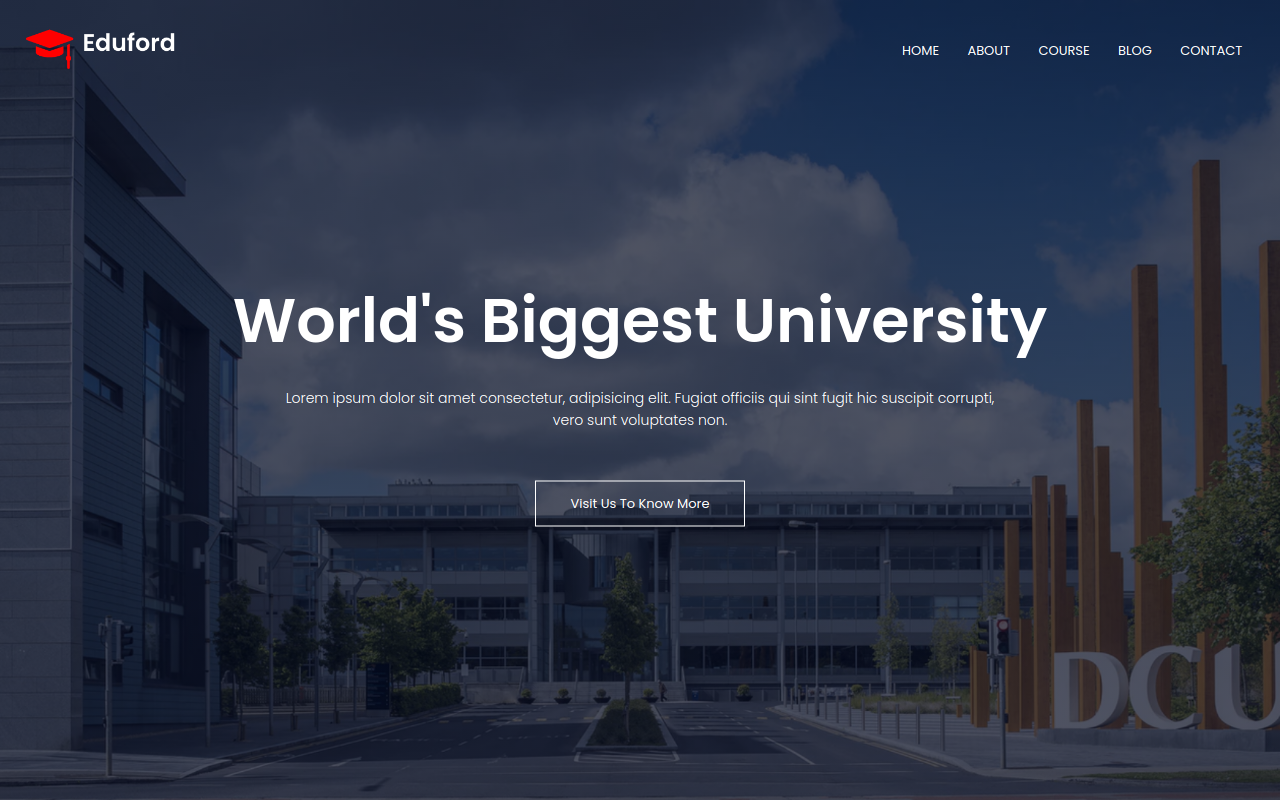 Eduford
HOME ABOUT COURSE BLOG CONTACT
World's Biggest University
Lorem ipsum dolor sit amet consectetur, adipisicing elit. Fugiat officiis qui sint fugit hic suscipit corrupti,
vero sunt voluptates non.
Visit Us To Know More
DCU